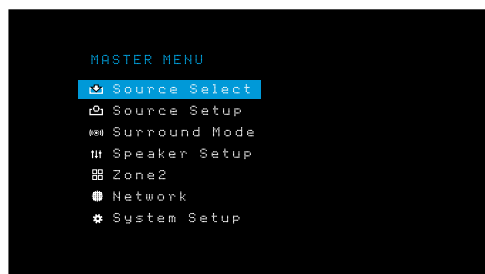 MASTER MENU
Source Select
Source Setup
Surround Mode
Speaker Setup
Zone2
Network
System Setup